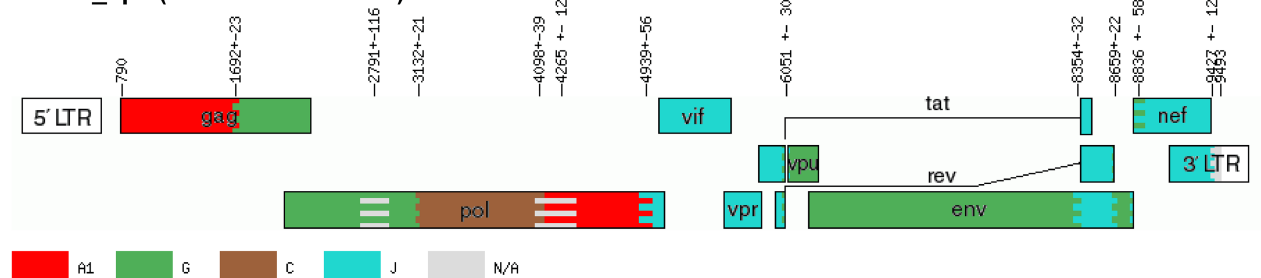 790
1692+-23
2791+-116
3132+-21
4098+-39
4265 +- 12
4939+-56
6051 +- 30
8354+-32
8659+-22
8836 +- 58
9427 +- 12
9493
5´ LTR
gag
vif
tat
nef
vpu
rev
3´ LTR
pol
vpr
env
A1
G
C
J
N/A